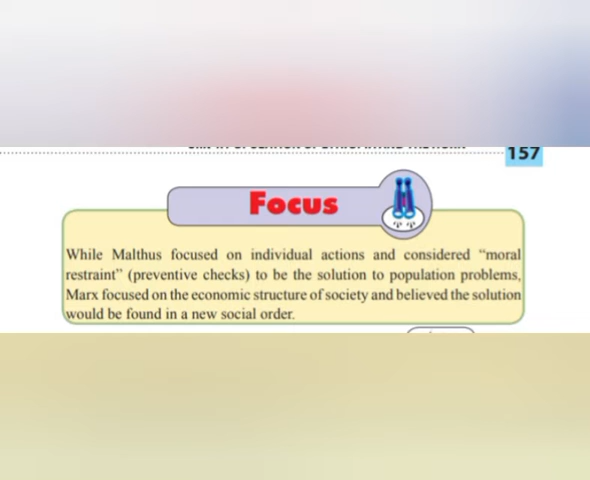 157
Focus
While Malthus focused on individual actions and considered “moral
restraint” (preventive checks) to be the solution to population problems,
Marx focused on the economic structure of society and believed the solution
would be found in a new social order.